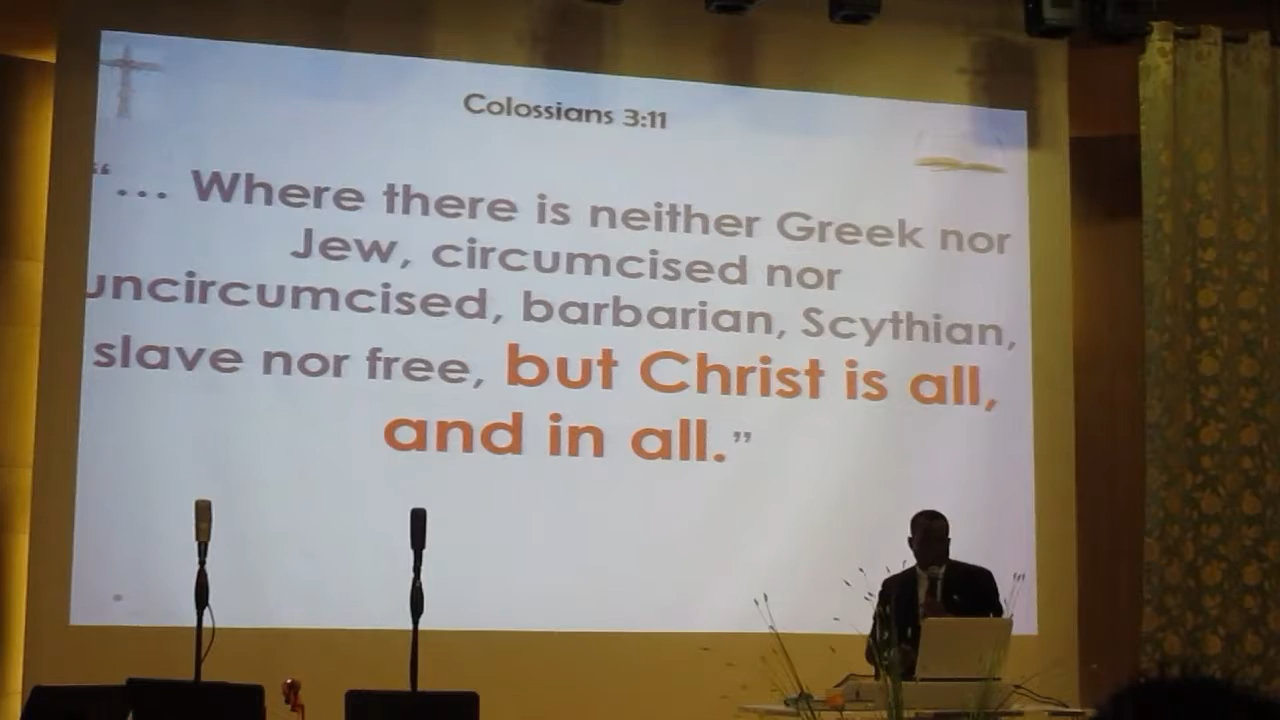 Colossians 3:11
“... Where there is neither Greek nor
Jew, circumcised nor
uncircumcised, barbarian, Scythian,
slave nor free, but Christ is all,
and in all.”